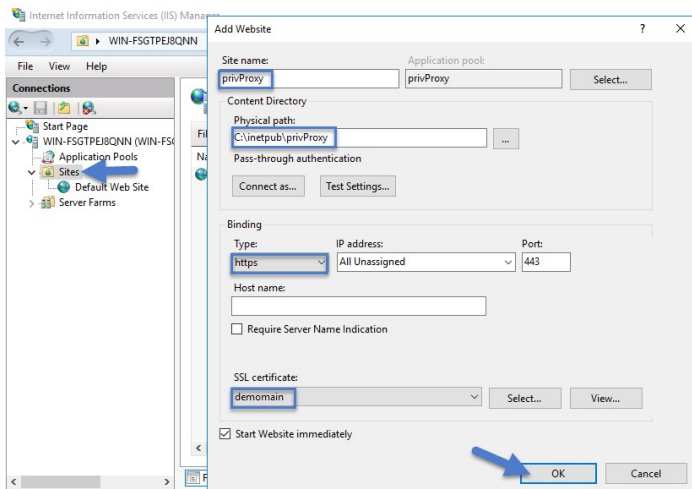 Internet Information Services (IIS) Manager
WIN-FSGTPEJ8QNN
File View Help
Connections
Start Page
WIN-FSGTPEJ8QNN (WIN-FSG
Application Pools
Sites
Default Web Site
Server Farms
Add Website
? X
Site name: Application pool:
privProxy privProxy Select...
Content Directory
Physical path:
C:\inetpub\privProxy ...
Pass-through authentication
Connect as... Test Settings...
Binding
Type: IP address: Port:
https All Unassigned 443
Host name:
Require Server Name Indication
SSL certificate:
demomain Select... View...
Start Website immediately
OK Cancel